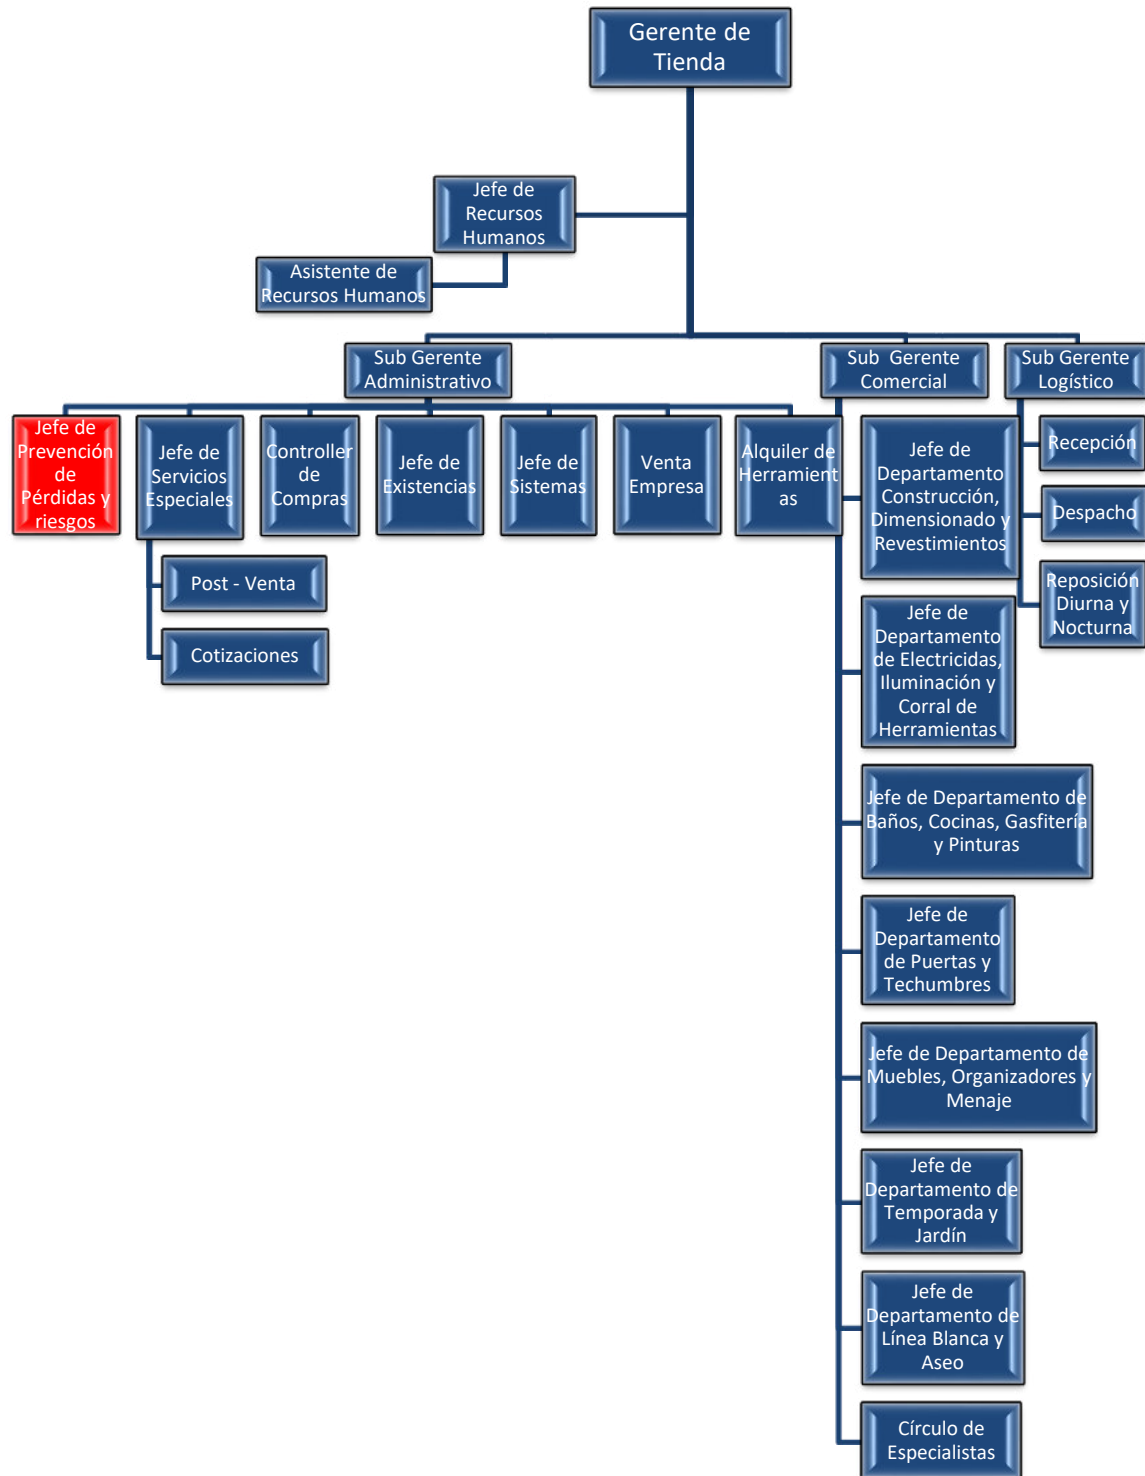 Gerente de
Tienda
Jefe de
Recursos
Humanos
Asistente de
Recursos Humanos
Sub Gerente
Administrativo
Sub Gerente
Comercial
Sub Gerente
Logístico
Jefe de
Prevención
de
Pérdidas y
riesgos
Jefe de
Servicios
Especiales
Controller
de
Compras
Jefe de
Existencias
Jefe de
Sistemas
Venta
Empresa
Alquiler de
Herramient
as
Post - Venta
Cotizaciones
Jefe de
Departamento
Construcción,
Dimensionado y
Revestimientos
Jefe de
Departamento
de Electricidas,
Iluminación y
Corral de
Herramientas
Jefe de Departamento de
Baños, Cocinas, Gasfitería
y Pinturas
Jefe de
Departamento
de Puertas y
Techumbres
Jefe de Departamento de
Muebles, Organizadores y
Menaje
Jefe de
Departamento de
Temporada y
Jardín
Jefe de
Departamento de
Línea Blanca y
Aseo
Círculo de
Especialistas
Recepción
Despacho
Reposición
Diurna y
Nocturna